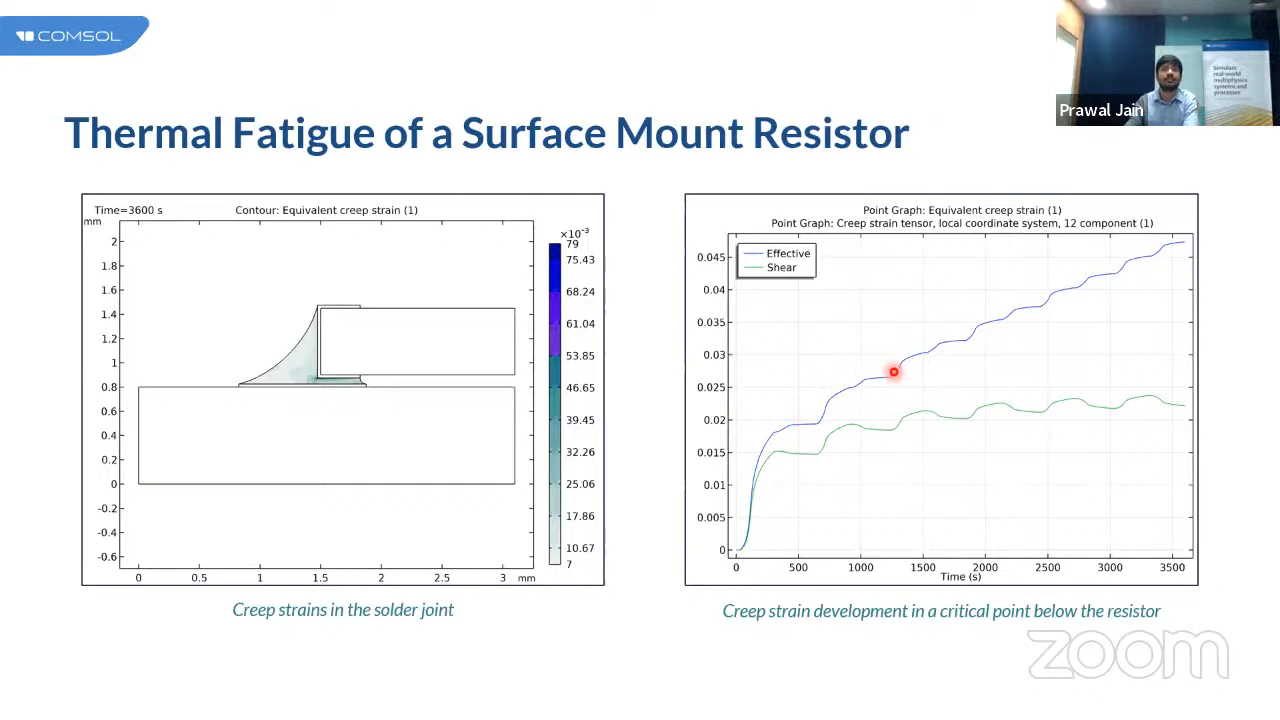 COMSOL
Prawal Jain
Simulate
real-world
multiphysics
systems and
processes
Thermal Fatigue of a Surface Mount Resistor
Time=3600 s
Contour: Equivalent creep strain (1)
mm
2
1.8
1.6
1.4
1.2
1
0.8
0.6
0.4
0.2
0
-0.2
-0.4
-0.6
0 0.5 1 1.5 2 2.5 3 mm
×10⁻³
79
75.43
68.24
61.04
53.85
46.65
39.45
32.26
25.06
17.86
10.67
7
Creep strains in the solder joint
Point Graph: Equivalent creep strain (1)
Point Graph: Creep strain tensor, local coordinate system, 12 component (1)
Effective
Shear
0.045
0.04
0.035
0.03
0.025
0.02
0.015
0.01
0.005
0
0 500 1000 1500 2000 2500 3000 3500
Time (s)
Creep strain development in a critical point below the resistor
zoom